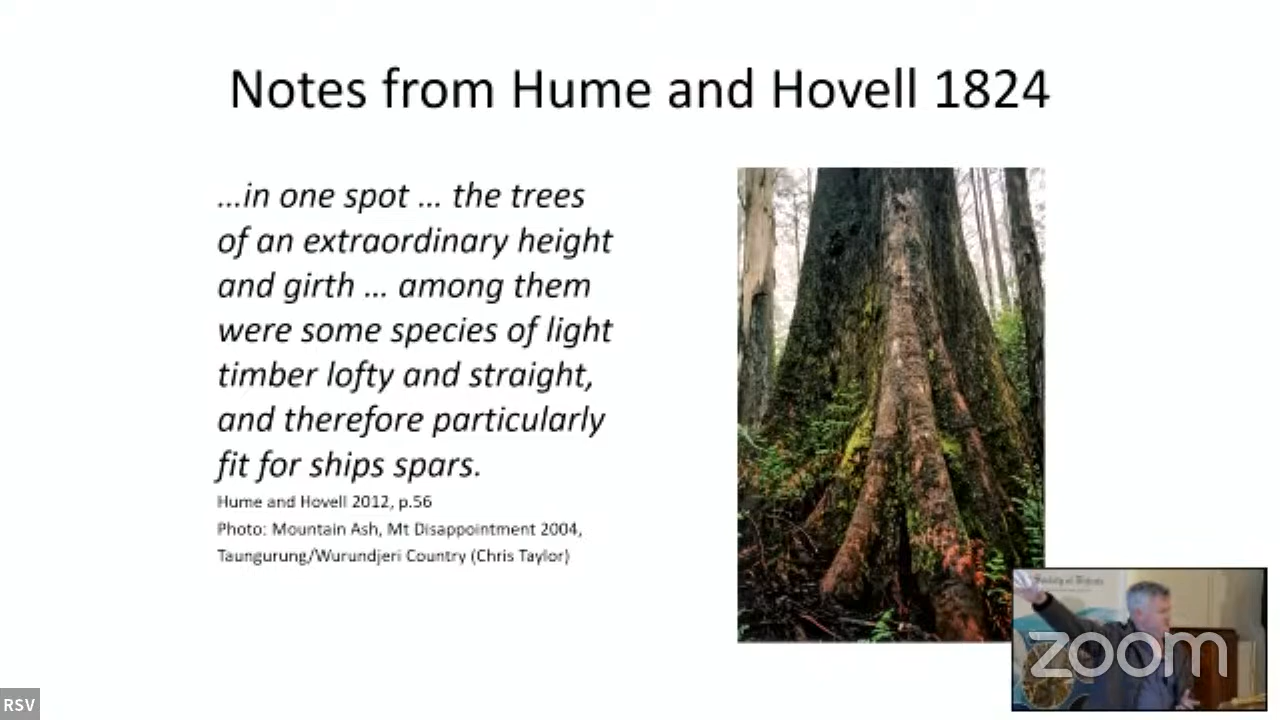 Notes from Hume and Hovell 1824
...in one spot ... the trees
of an extraordinary height
and girth ... among them
were some species of light
timber lofty and straight,
and therefore particularly
fit for ships spars.
Hume and Hovell 2012, p.56
Photo: Mountain Ash, Mt Disappointment 2004,
Taungurung/Wurundjeri Country (Chris Taylor)
Society of
zoom
RSV